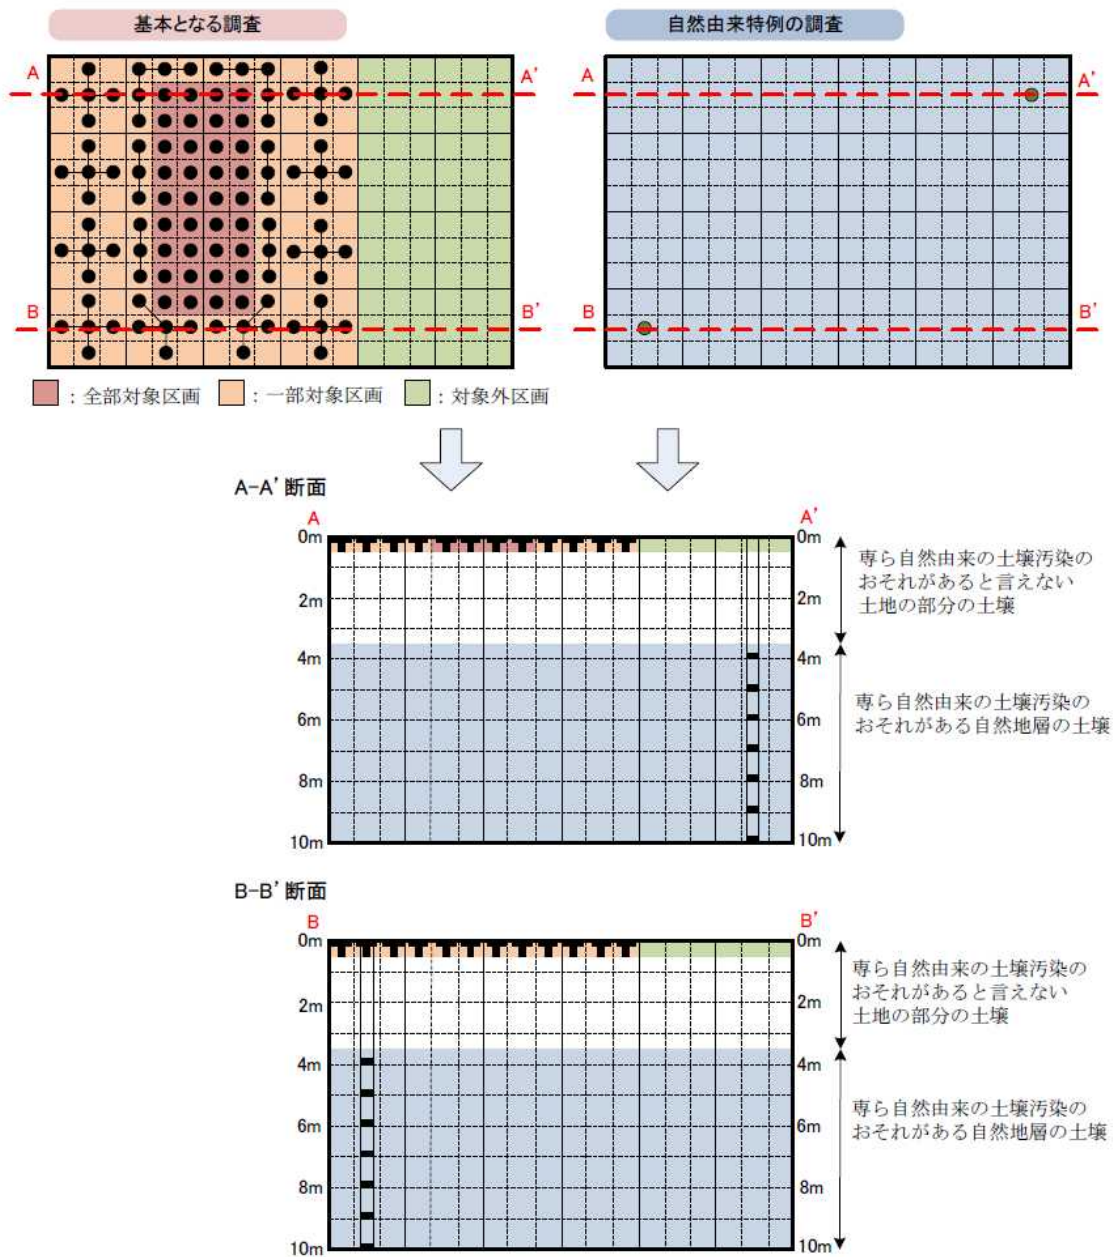 基本となる調査
自然由来特例の調査
A
A'
A
A'
B
B'
B
B'
：全部対象区画
：一部対象区画
：対象外区画
A-A' 断面
A
A'
0m
0m
2m
2m
4m
4m
6m
6m
8m
8m
10m
10m
専ら自然由来の土壌汚染の
おそれがあると言えない
土地の部分の土壌
専ら自然由来の土壌汚染の
おそれがある自然地層の土壌
B-B' 断面
B
B'
0m
0m
2m
2m
4m
4m
6m
6m
8m
8m
10m
10m
専ら自然由来の土壌汚染の
おそれがあると言えない
土地の部分の土壌
専ら自然由来の土壌汚染の
おそれがある自然地層の土壌